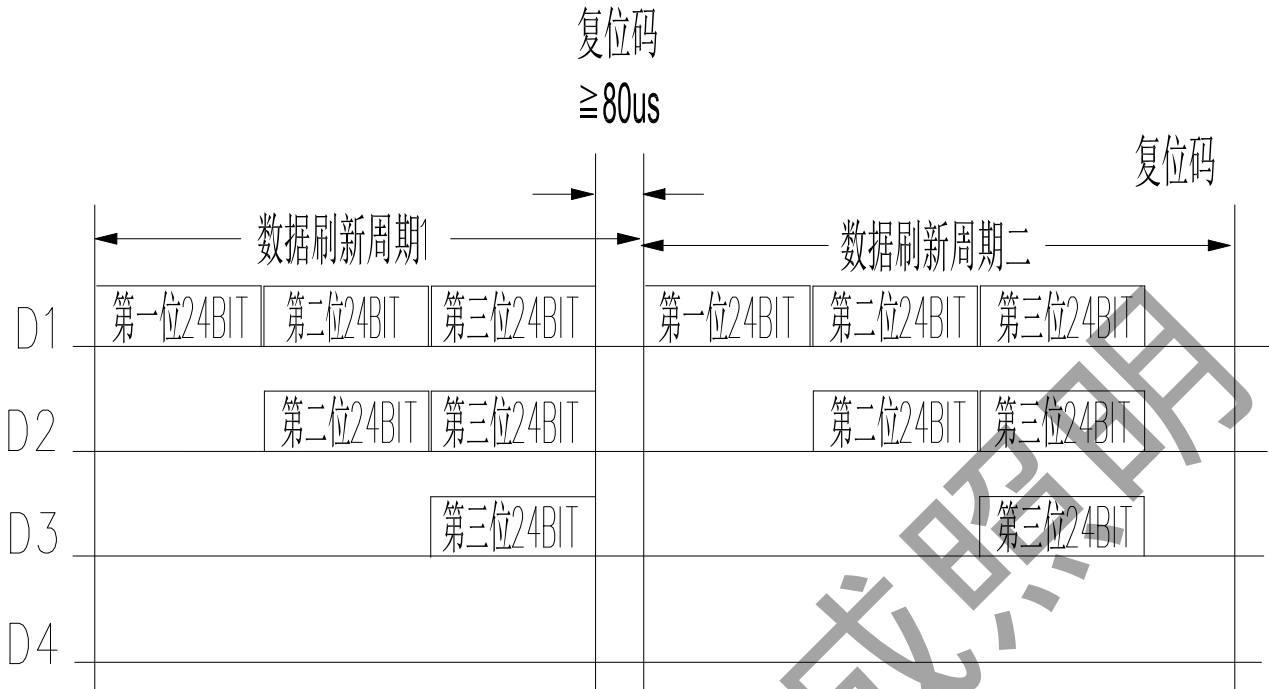 复位码
≧80us
复位码
数据刷新周期1
数据刷新周期二
D1 第一位24BIT 第二位24BIT 第三位24BIT 第一位24BIT 第二位24BIT 第三位24BIT
D2 第二位24BIT 第三位24BIT 第二位24BIT 第三位24BIT
D3 第三位24BIT 第三位24BIT
D4
成照明